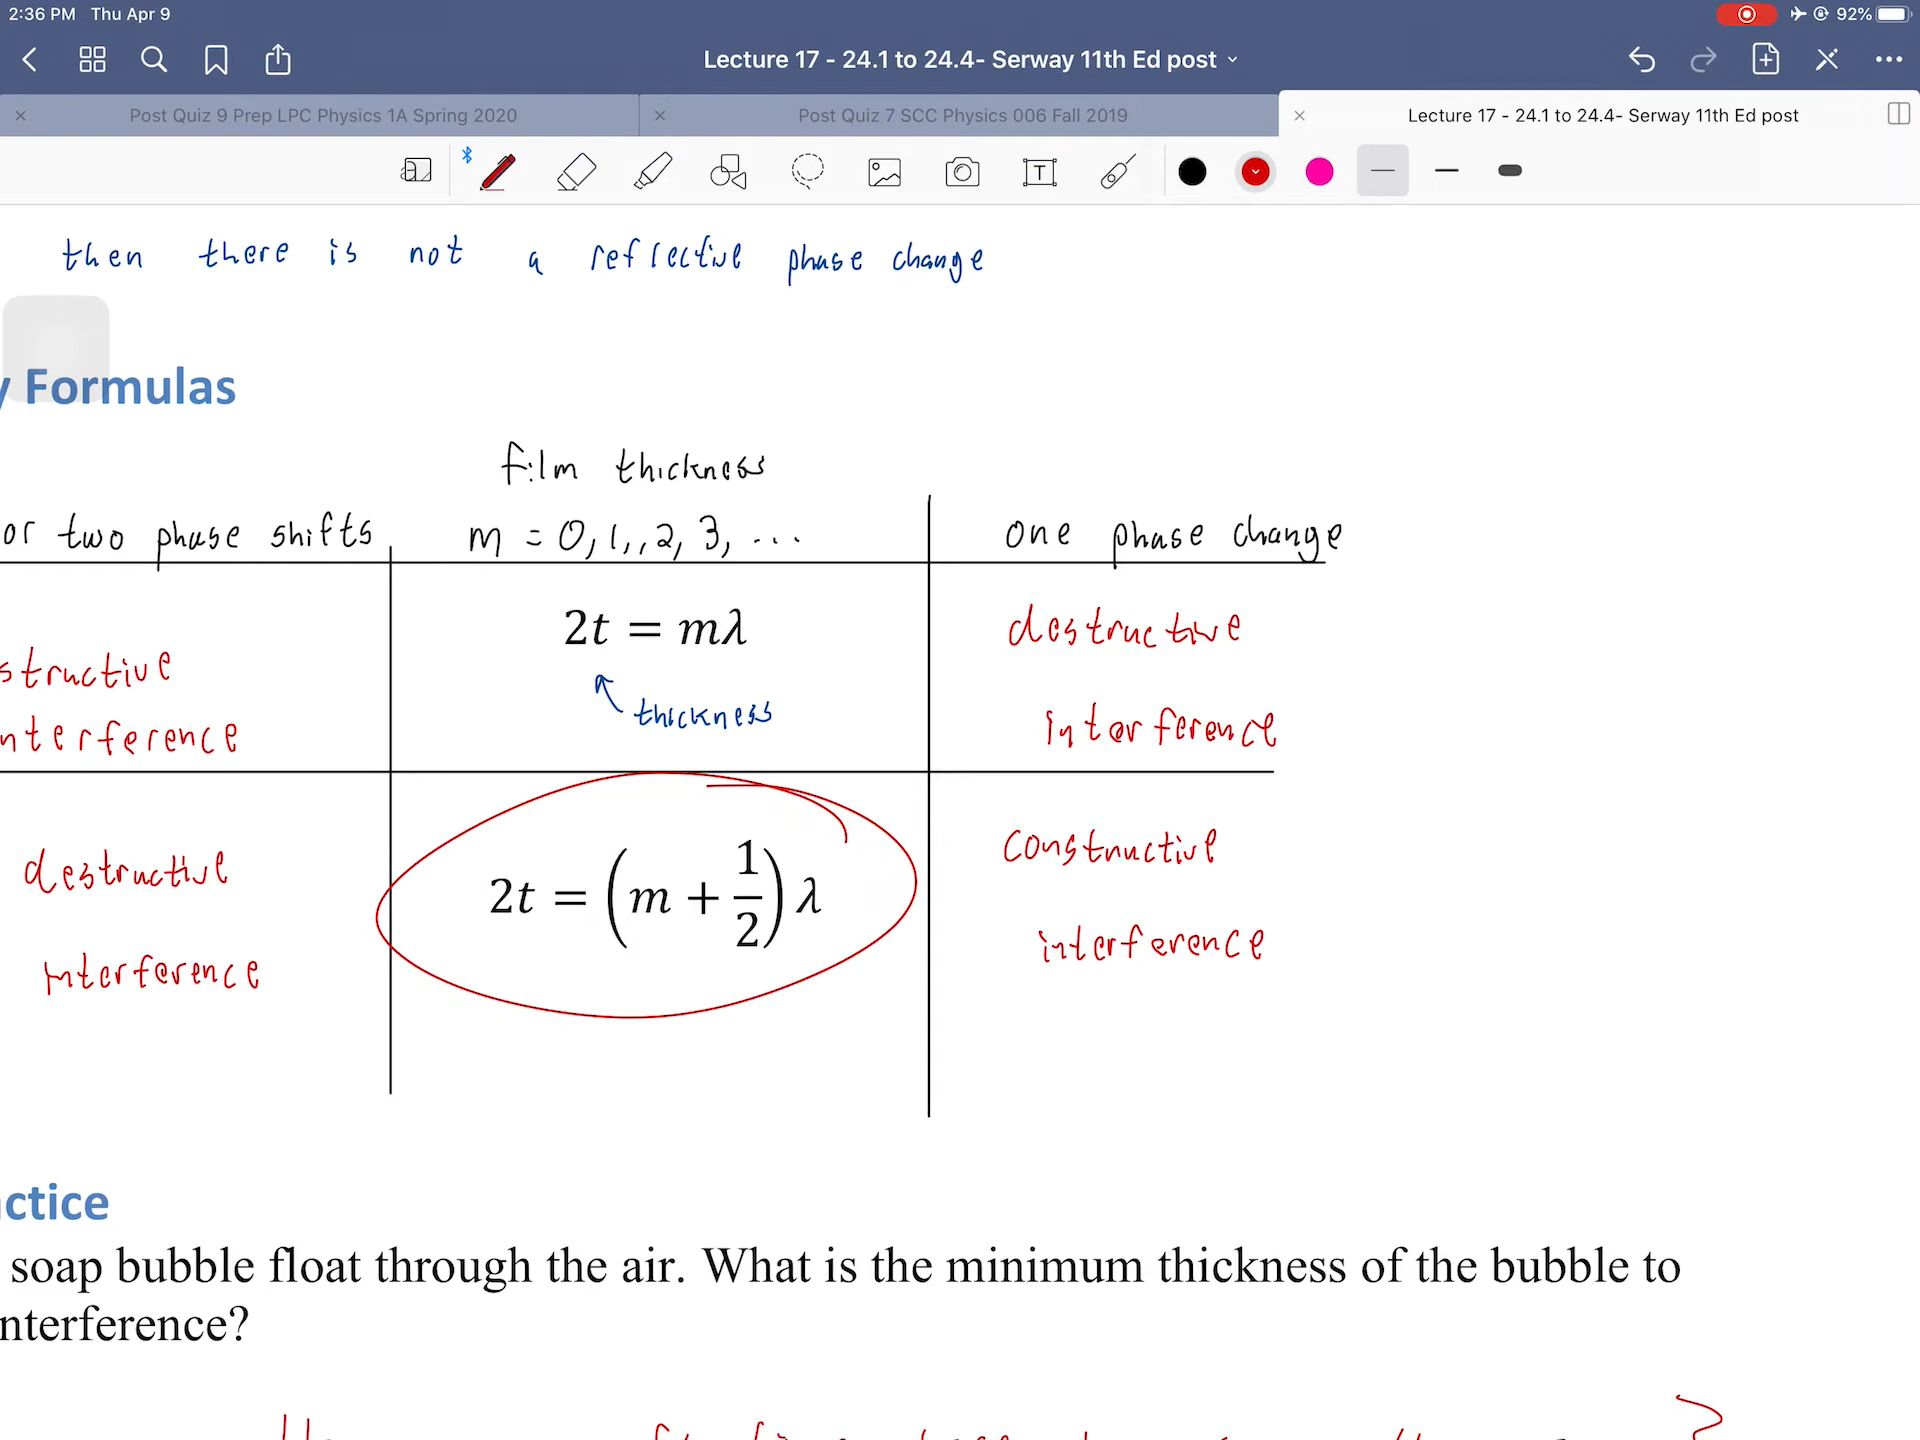 2:36 PM Thu Apr 9
92%
Lecture 17 - 24.1 to 24.4- Serway 11th Ed post
Post Quiz 9 Prep LPC Physics 1A Spring 2020
Post Quiz 7 SCC Physics 006 Fall 2019
Lecture 17 - 24.1 to 24.4- Serway 11th Ed post
then there is not a reflective phase change
y Formulas
film thickness
or two phase shifts
m = 0, 1, , 2, 3, ...
one phase change
structive
nterference
2t = mλ
thickness
destructive
interference
destructive
interference
2t = (m + 1/2) λ
constructive
interference
actice
soap bubble float through the air. What is the minimum thickness of the bubble to
nterference?